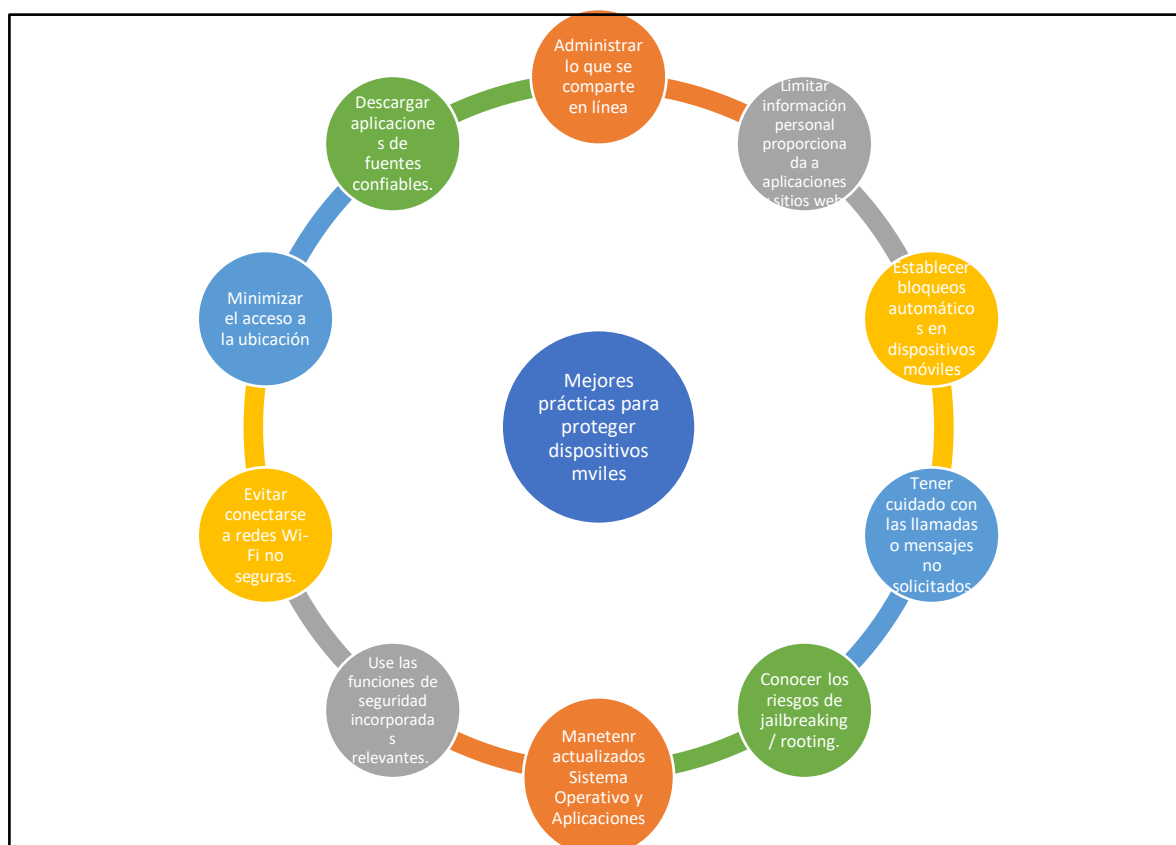 Administrar
lo que se
comparte
en línea
Limitar
información
personal
proporciona
da a
aplicaciones
y sitios web
Establecer
bloqueos
automático
s en
dispositivos
móviles
Tener
cuidado con
las llamadas
o mensajes
no
solicitados
Conocer los
riesgos de
jailbreaking
/ rooting.
Manetenr
actualizados
Sistema
Operativo y
Aplicaciones
Use las
funciones de
seguridad
incorporada
s
relevantes.
Evitar
conectarse
a redes Wi-
Fi no
seguras.
Minimizar
el acceso a
la ubicación
Descargar
aplicacione
s de
fuentes
confiables.
Mejores
prácticas para
proteger
dispositivos
mviles